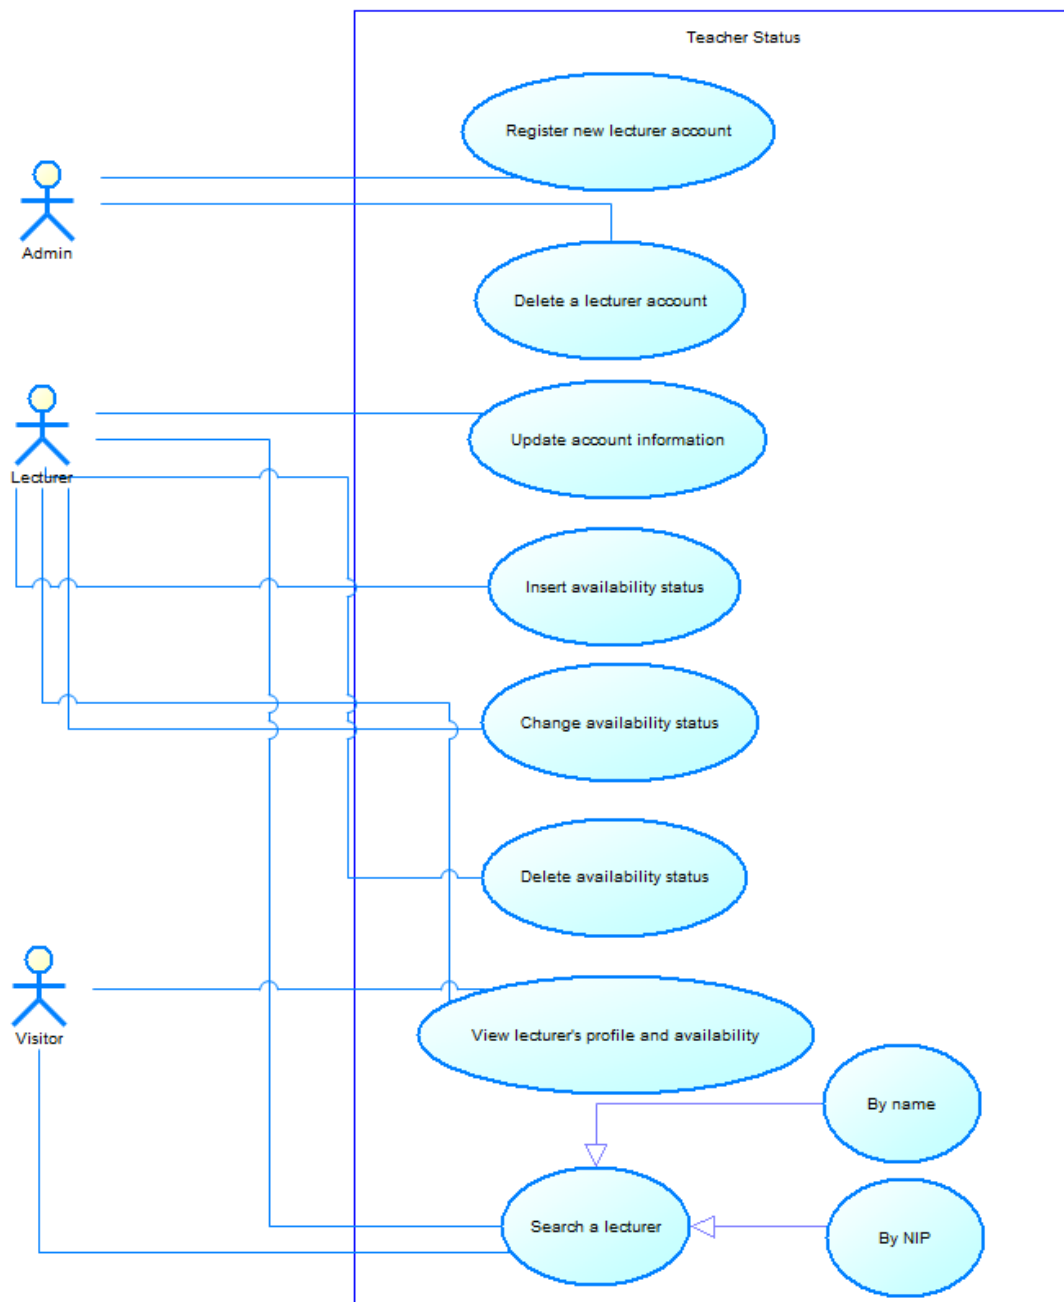 Teacher Status
Register new lecturer account
Admin
Delete a lecturer account
Update account information
Lecturer
Insert availability status
Change availability status
Delete availability status
Visitor
View lecturer's profile and availability
By name
Search a lecturer
By NIP